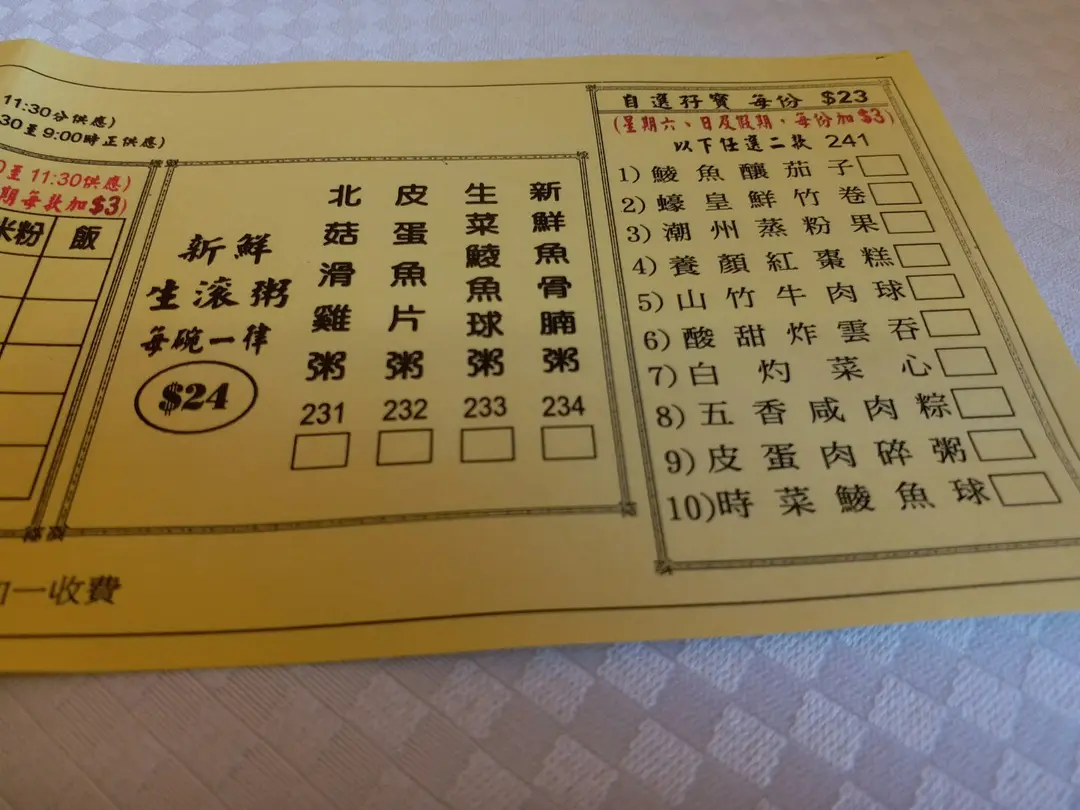 11:30分供應)
30至9:00時正供應)
0至11:30供應)
期每款加$3)
米粉 飯
新鮮
生滾粥
每碗一律
$24
北菇滑雞粥
231
皮蛋魚片粥
232
生菜鯪魚球粥
233
新鮮魚骨腩粥
234
自選孖寶 每份 $23
(星期六、日及假期,每份加$3)
以下任選二款 241
1)鯪魚釀茄子
2)蠔皇鮮竹卷
3)潮州蒸粉果
4)養顏紅棗糕
5)山竹牛肉球
6)酸甜炸雲吞
7)白灼菜心
8)五香咸肉粽
9)皮蛋肉碎粥
10)時菜鯪魚球
一收費